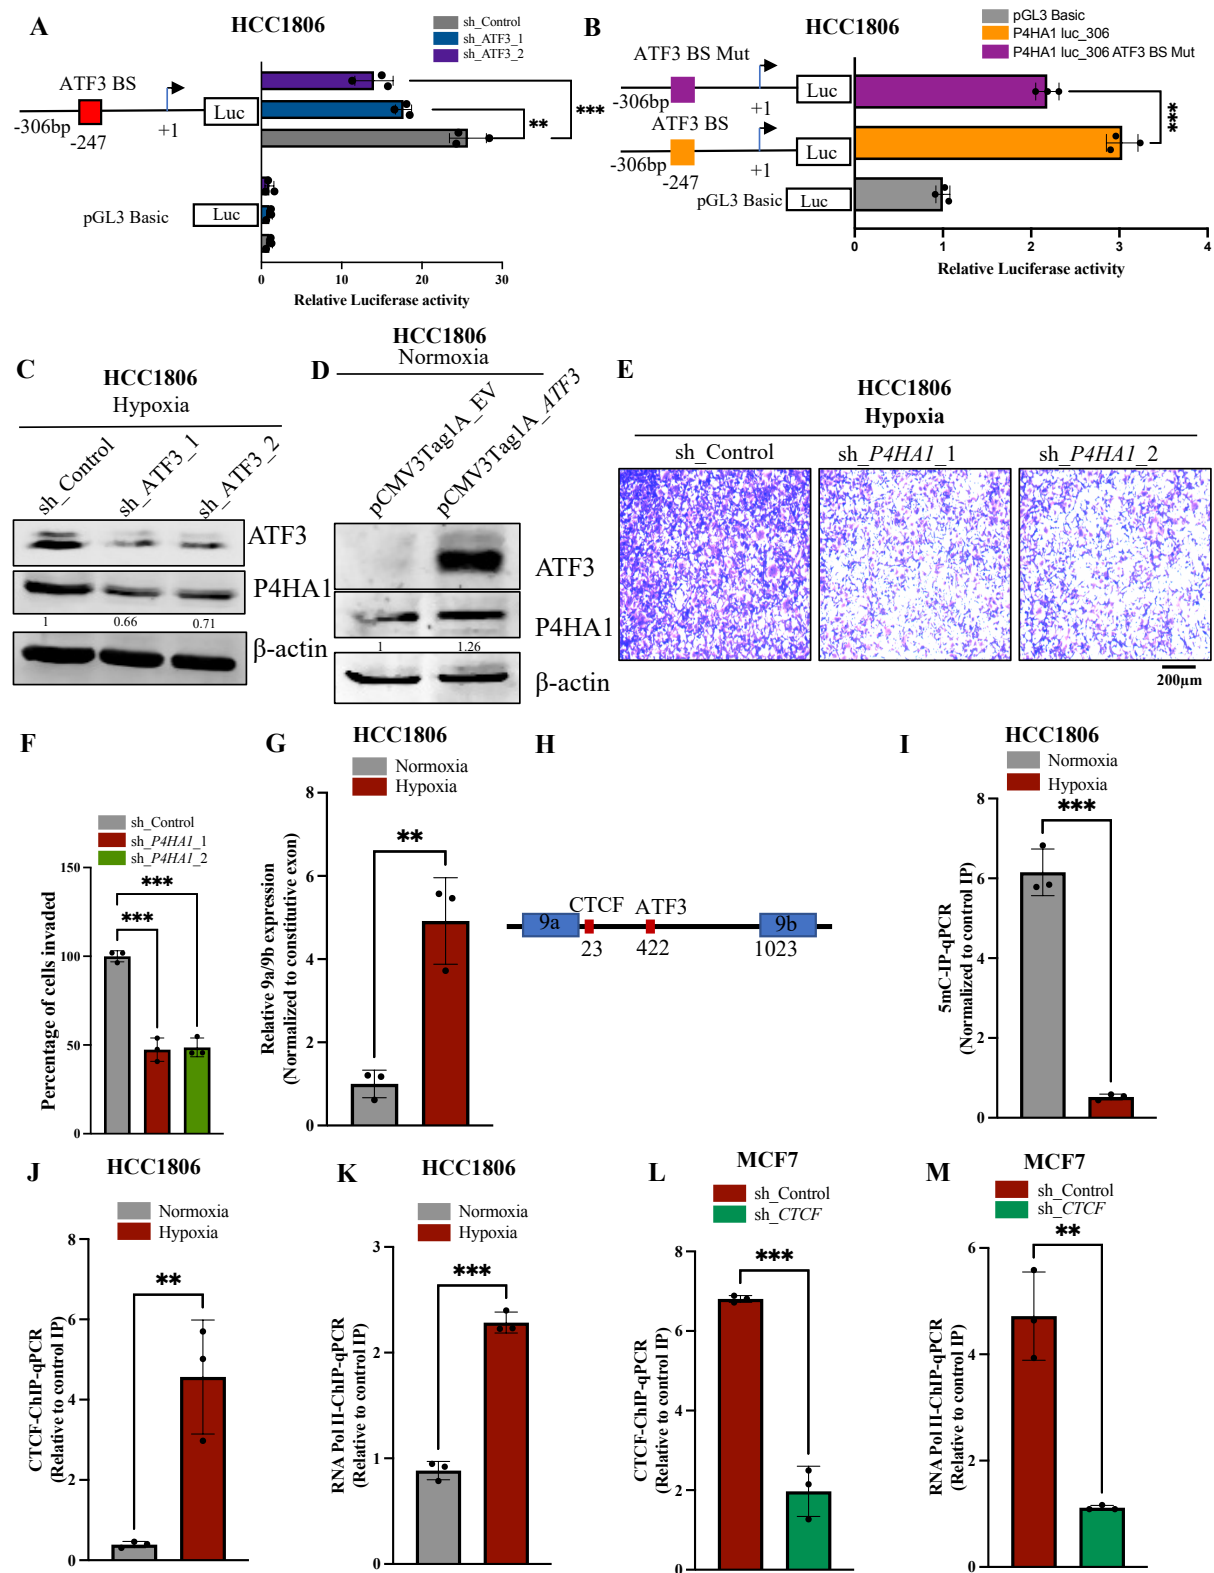 A
HCC1806
sh_Control
sh_ATF3_1
sh_ATF3_2
ATF3 BS
Luc
-306bp
-247
+1
**
***
pGL3 Basic
Luc
0
10
20
30
Relative Luciferase activity
B
HCC1806
pGL3 Basic
P4HA1 luc_306
P4HA1 luc_306 ATF3 BS Mut
ATF3 BS Mut
Luc
-306bp
+1
ATF3 BS
Luc
-306bp
-247
+1
***
pGL3 Basic
Luc
0
1
2
3
4
Relative Luciferase activity
C
HCC1806
Hypoxia
sh_Control
sh_ATF3_1
sh_ATF3_2
ATF3
P4HA1
1
0.66
0.71
β-actin
D
HCC1806
Normoxia
pCMV3Tag1A_EV
pCMV3Tag1A_ATF3
ATF3
P4HA1
1
1.26
β-actin
E
HCC1806
Hypoxia
sh_Control
sh_P4HA1_1
sh_P4HA1_2
200µm
F
sh_Control
sh_P4HA1_1
sh_P4HA1_2
Percentage of cells invaded
150
100
50
0
***
***
G
HCC1806
Normoxia
Hypoxia
Relative 9a/9b expression
(Normalized to constitutive exon)
8
6
4
2
0
**
H
CTCF
ATF3
9a
9b
23
422
1023
I
HCC1806
Normoxia
Hypoxia
5mC-IP-qPCR
(Normalized to control IP)
8
6
4
2
0
***
J
HCC1806
Normoxia
Hypoxia
CTCF-ChIP-qPCR
(Relative to control IP)
8
6
4
2
0
**
K
HCC1806
Normoxia
Hypoxia
RNA Pol II-ChIP-qPCR
(Relative to control IP)
3
2
1
0
***
L
MCF7
sh_Control
sh_CTCF
CTCF-ChIP-qPCR
(Relative to control IP)
8
6
4
2
0
***
M
MCF7
sh_Control
sh_CTCF
RNA Pol II-ChIP-qPCR
(Relative to control IP)
6
4
2
0
**